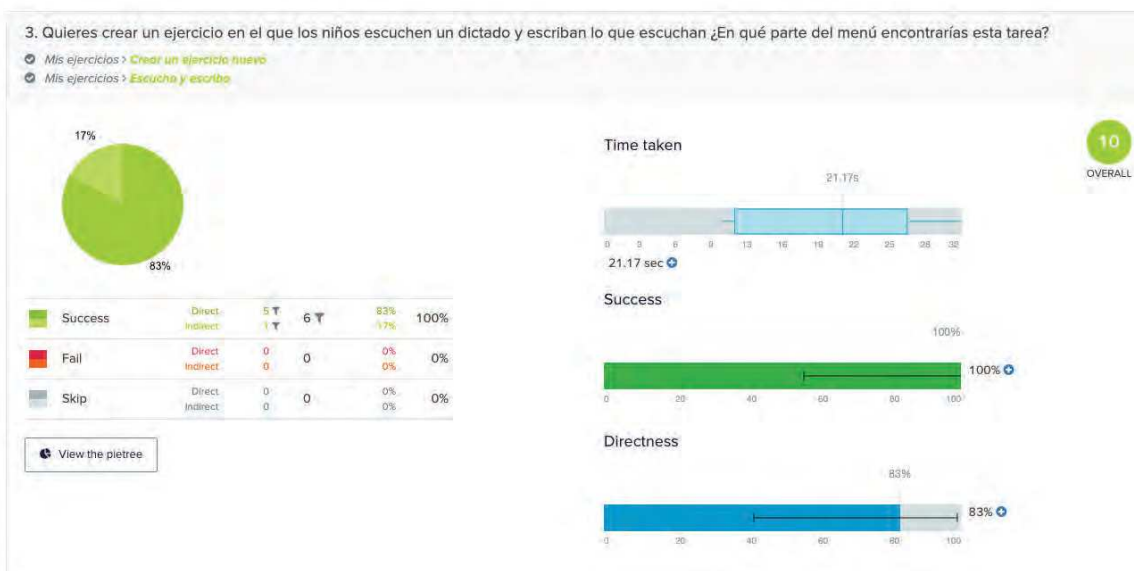 3. Quieres crear un ejercicio en el que los niños escuchen un dictado y escriban lo que escuchan ¿En qué parte del menú encontrarías esta tarea?
Mis ejercicios > Crear un ejercicio nuevo
Mis ejercicios > Escucho y escribo
17%
83%
Success Direct 5 6 83% 100%
Indirect 1 17%
Fail Direct 0 0 0% 0%
Indirect 0 0%
Skip Direct 0 0 0% 0%
Indirect 0 0%
View the pietree
Time taken
21.17s
0 3 6 9 13 16 19 22 25 28 32
21.17 sec
Success
100%
100%
0 20 40 60 80 100
Directness
83%
83%
0 20 40 60 80 100
10
OVERALL